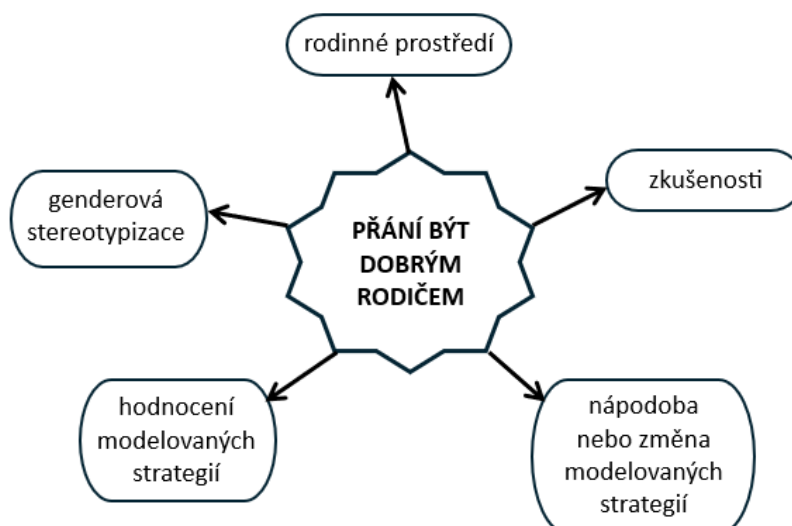 rodinné prostředí
zkušenosti
genderová
stereotypizace
PŘÁNÍ BÝT
DOBRÝM
RODIČEM
hodnocení
modelovaných
strategií
nápodoba
nebo změna
modelovaných
strategií